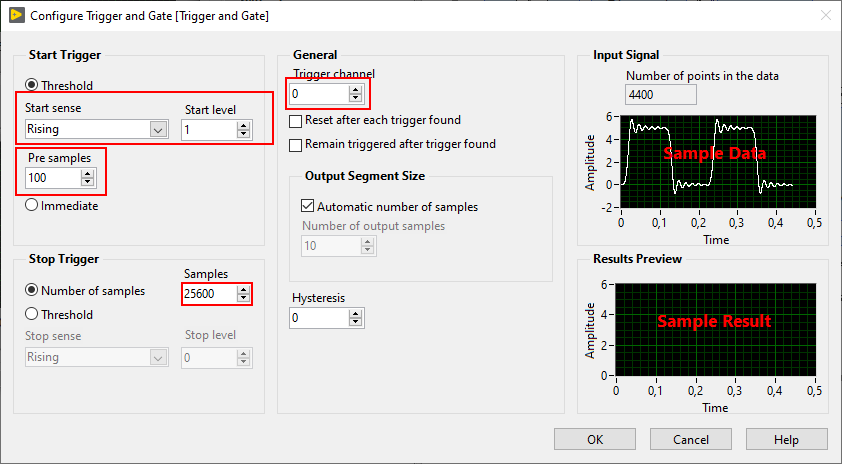 Configure Trigger and Gate [Trigger and Gate]
Start Trigger
Threshold
Start sense
Start level
Rising
1
Pre samples
100
Immediate
Stop Trigger
Number of samples
Samples
25600
Threshold
Stop sense
Stop level
Rising
0
General
Trigger channel
0
Reset after each trigger found
Remain triggered after trigger found
Output Segment Size
Automatic number of samples
Number of output samples
10
Hysteresis
0
Input Signal
Number of points in the data
4400
Amplitude
6
4
2
0
-2
Sample Data
0 0,1 0,2 0,3 0,4 0,5
Time
Results Preview
Amplitude
6
4
2
0
Sample Result
0 0,1 0,2 0,3 0,4 0,5
Time
OK Cancel Help